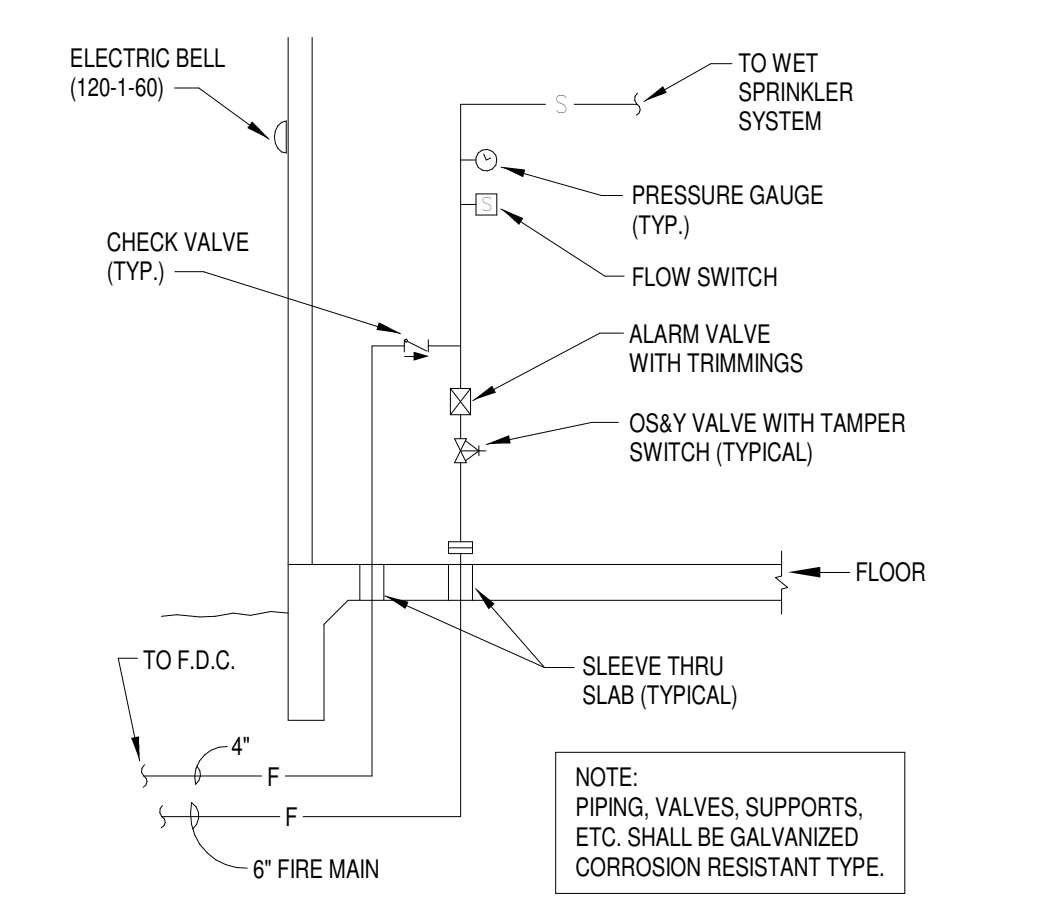 ELECTRIC BELL
(120-1-60)
TO WET
SPRINKLER
SYSTEM
S
PRESSURE GAUGE
(TYP.)
S
FLOW SWITCH
CHECK VALVE
(TYP.)
ALARM VALVE
WITH TRIMMINGS
OS&Y VALVE WITH TAMPER
SWITCH (TYPICAL)
FLOOR
TO F.D.C.
SLEEVE THRU
SLAB (TYPICAL)
4"
F
F
6" FIRE MAIN
NOTE:
PIPING, VALVES, SUPPORTS,
ETC. SHALL BE GALVANIZED
CORROSION RESISTANT TYPE.